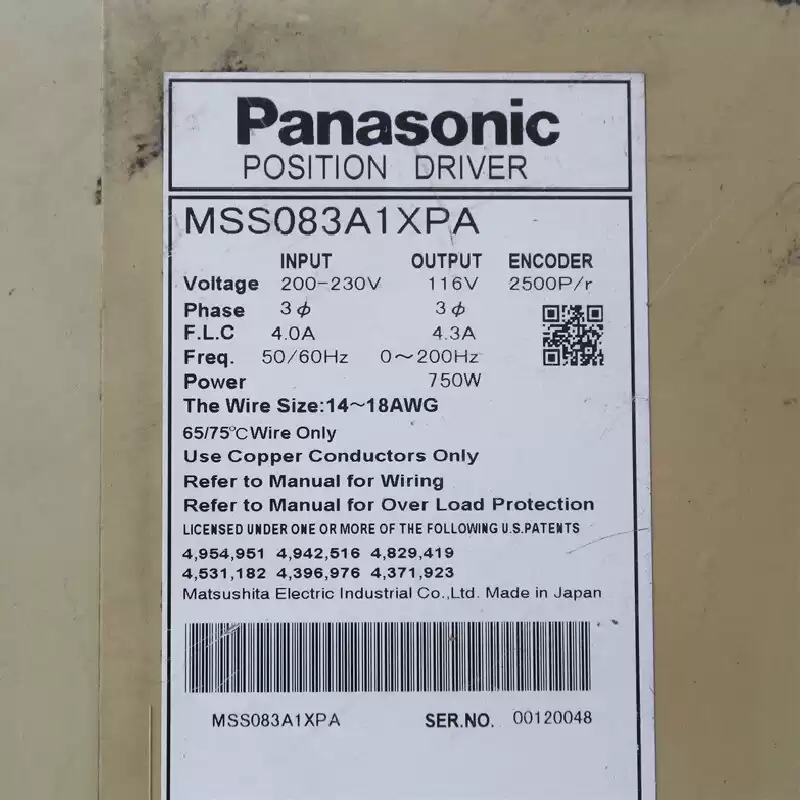 Panasonic
POSITION DRIVER
MSS083A1XPA
INPUT OUTPUT ENCODER
Voltage 200-230V 116V 2500P/r
Phase 3ϕ 3ϕ
F.L.C 4.0A 4.3A
Freq. 50/60Hz 0～200Hz
Power 750W
The Wire Size:14～18AWG
65/75℃ Wire Only
Use Copper Conductors Only
Refer to Manual for Wiring
Refer to Manual for Over Load Protection
LICENSED UNDER ONE OR MORE OF THE FOLLOWING U.S.PATENTS
4,954,951 4,942,516 4,829,419
4,531,182 4,396,976 4,371,923
Matsushita Electric Industrial Co.,Ltd. Made in Japan
MSS083A1XPA SER.NO. 00120048